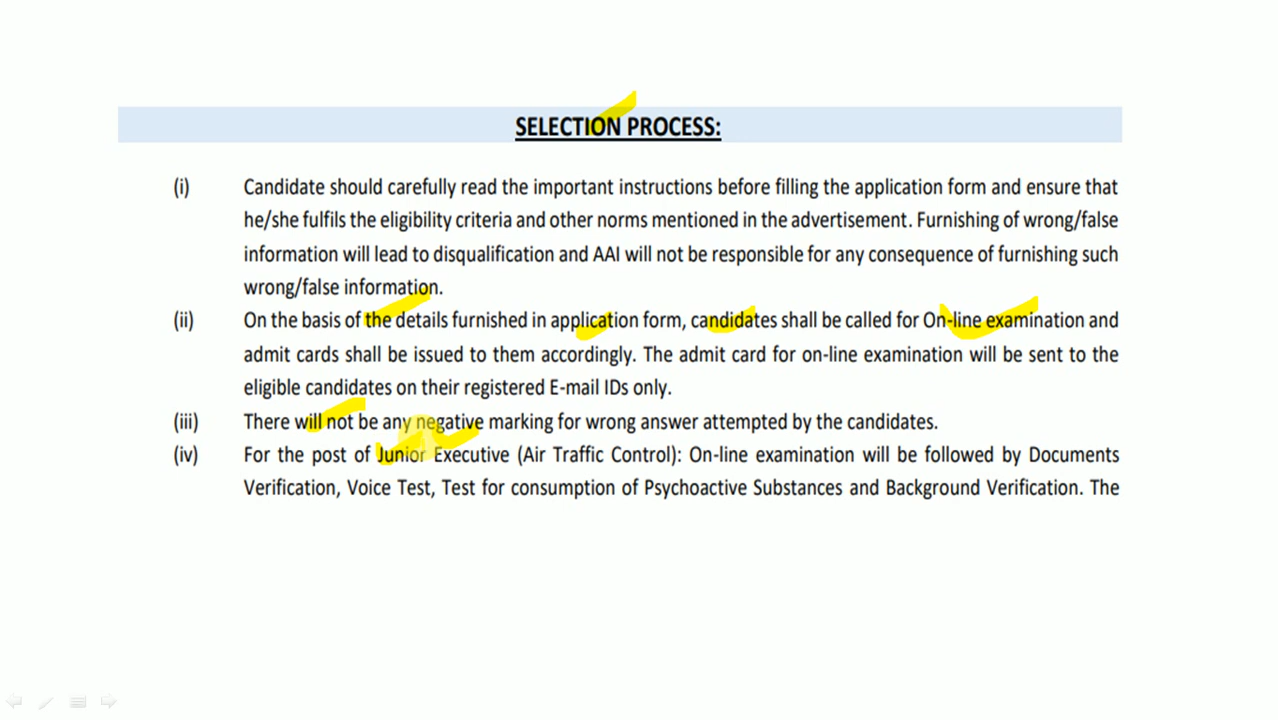 SELECTION PROCESS:
(i) Candidate should carefully read the important instructions before filling the application form and ensure that
he/she fulfils the eligibility criteria and other norms mentioned in the advertisement. Furnishing of wrong/false
information will lead to disqualification and AAI will not be responsible for any consequence of furnishing such
wrong/false information.
(ii) On the basis of the details furnished in application form, candidates shall be called for On-line examination and
admit cards shall be issued to them accordingly. The admit card for on-line examination will be sent to the
eligible candidates on their registered E-mail IDs only.
(iii) There will not be any negative marking for wrong answer attempted by the candidates.
(iv) For the post of Junior Executive (Air Traffic Control): On-line examination will be followed by Documents
Verification, Voice Test, Test for consumption of Psychoactive Substances and Background Verification. The